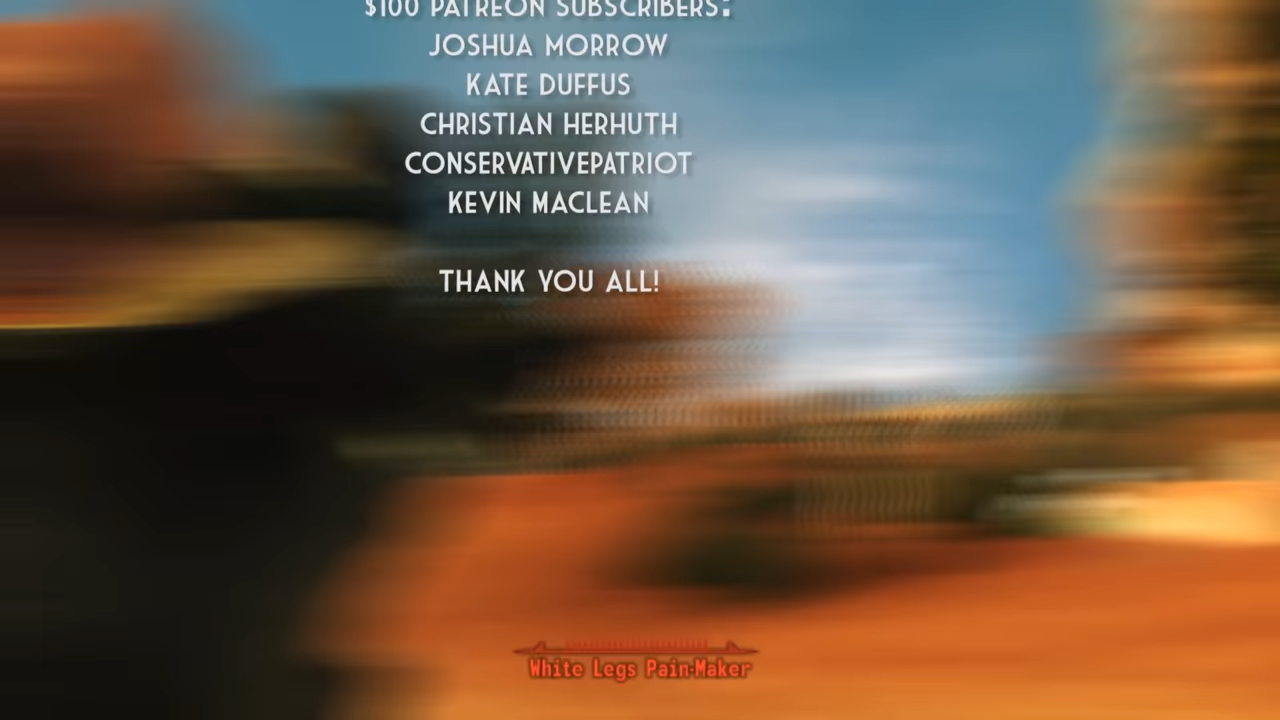 $100 PATREON SUBSCRIBERS:
JOSHUA MORROW
KATE DUFFUS
CHRISTIAN HERHUTH
CONSERVATIVEPATRIOT
KEVIN MACLEAN
THANK YOU ALL!
White Legs Pain-Maker